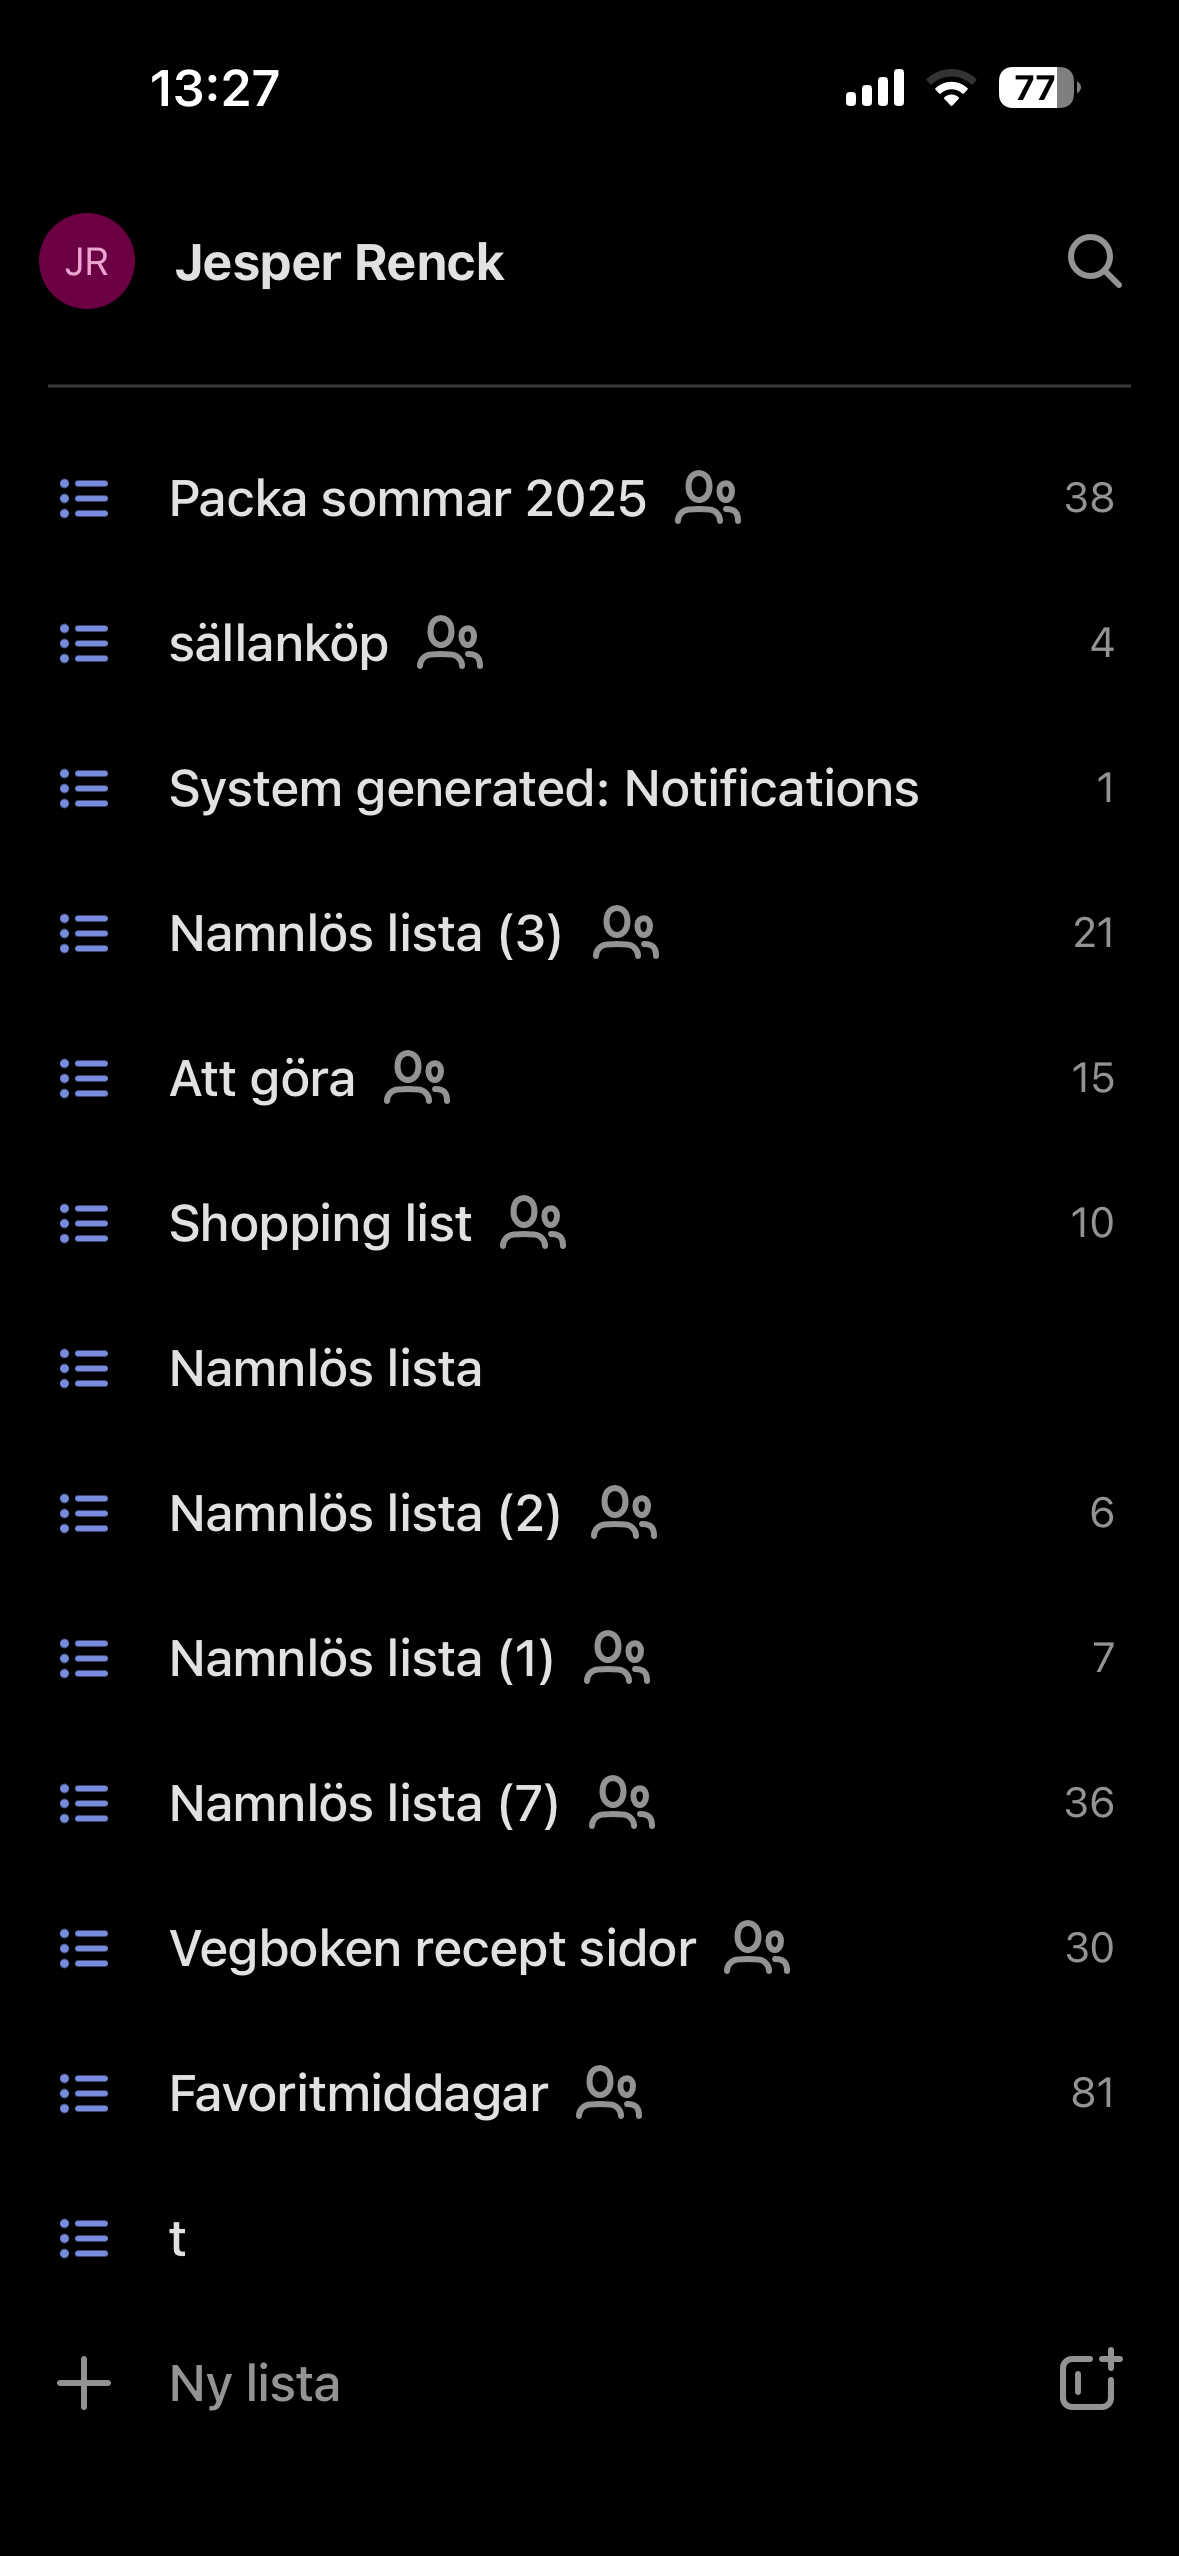 13:27
77
JR
Jesper Renck
Packa sommar 2025 38
sällanköp 4
System generated: Notifications 1
Namnlös lista (3) 21
Att göra 15
Shopping list 10
Namnlös lista
Namnlös lista (2) 6
Namnlös lista (1) 7
Namnlös lista (7) 36
Vegboken recept sidor 30
Favoritmiddagar 81
t
Ny lista